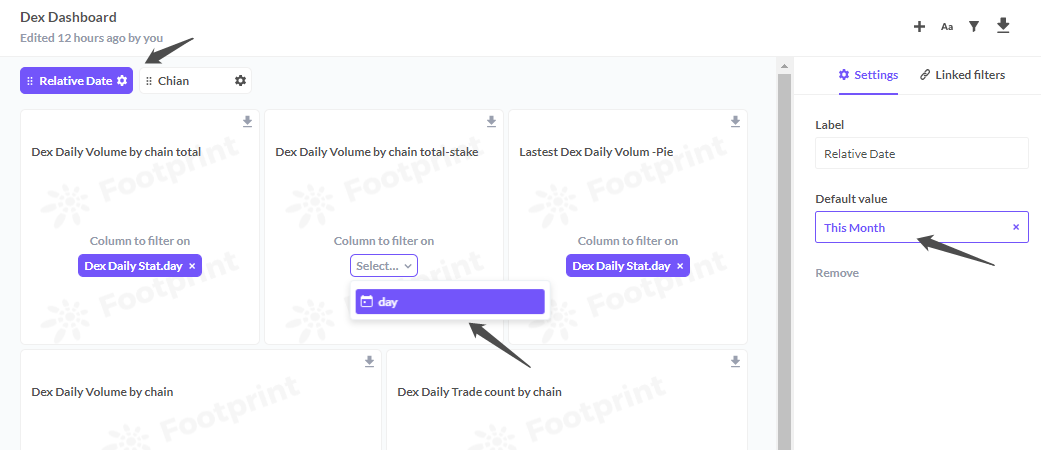 Dex Dashboard
Edited 12 hours ago by you
Aa
Relative Date
Chian
Settings
Linked filters
Label
Relative Date
Default value
This Month
×
Remove
Dex Daily Volume by chain total
Footprint
Column to filter on
Dex Daily Stat.day ×
Dex Daily Volume by chain total-stake
Footprint
Column to filter on
Select...
day
Lastest Dex Daily Volum -Pie
Footprint
Column to filter on
Dex Daily Stat.day ×
Dex Daily Volume by chain
Footprint
Dex Daily Trade count by chain
Footprint